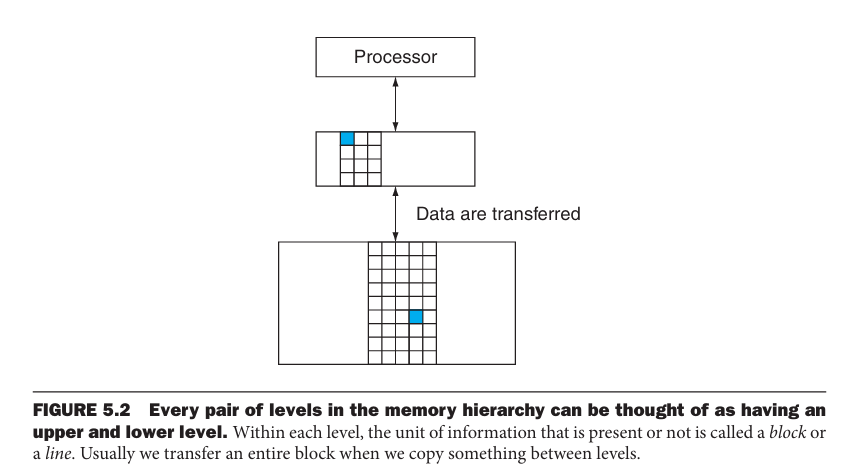 Processor
Data are transferred
FIGURE 5.2 Every pair of levels in the memory hierarchy can be thought of as having an
upper and lower level. Within each level, the unit of information that is present or not is called a block or
a line. Usually we transfer an entire block when we copy something between levels.